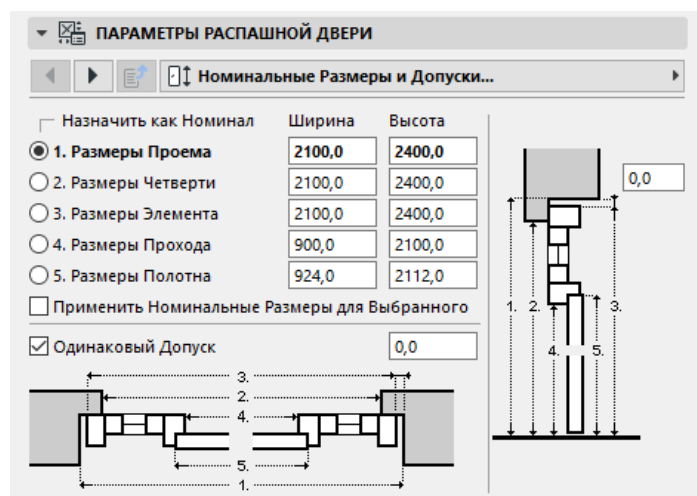 ПАРАМЕТРЫ РАСПАШНОЙ ДВЕРИ
Номинальные Размеры и Допуски...
Назначить как Номинал Ширина Высота
1. Размеры Проема 2100,0 2400,0
2. Размеры Четверти 2100,0 2400,0
3. Размеры Элемента 2100,0 2400,0
4. Размеры Прохода 900,0 2100,0
5. Размеры Полотна 924,0 2112,0
Применить Номинальные Размеры для Выбранного
Одинаковый Допуск 0,0
3.
2.
4.
5.
1.
0,0
1. 2. 3.
4. 5.